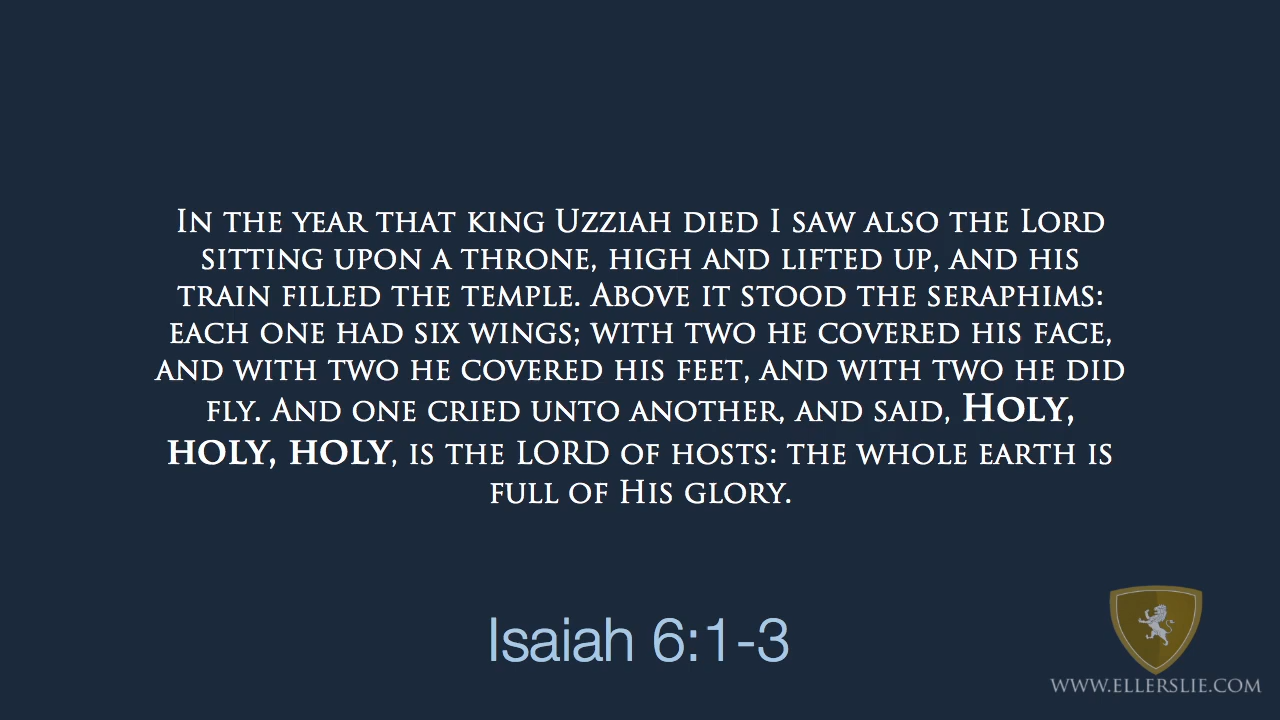 In the year that king Uzziah died I saw also the Lord
sitting upon a throne, high and lifted up, and his
train filled the temple. Above it stood the seraphims:
each one had six wings; with two he covered his face,
and with two he covered his feet, and with two he did
fly. And one cried unto another, and said, Holy,
holy, holy, is the LORD of hosts: the whole earth is
full of His glory.
Isaiah 6:1-3
www.ellerslie.com